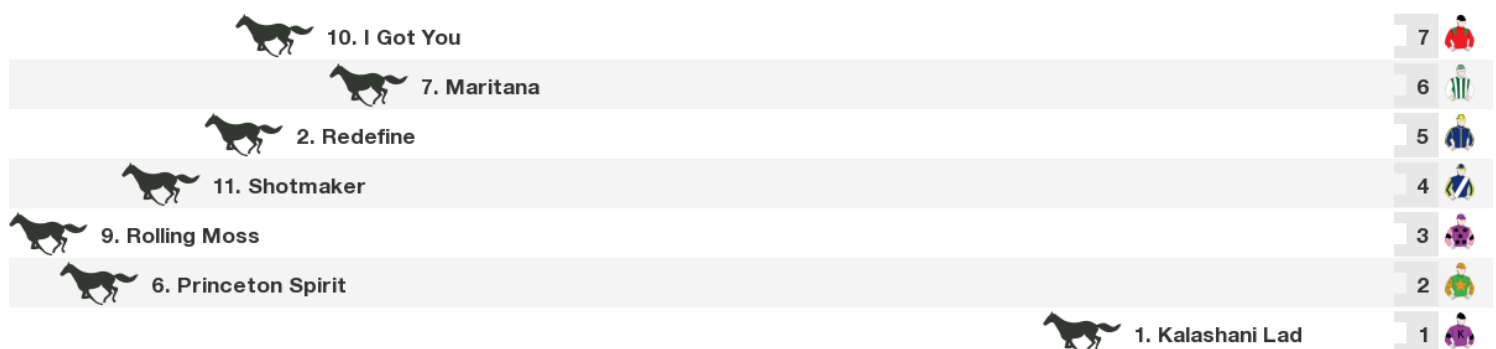 10. I Got You 7
7. Maritana 6
2. Redefine 5
11. Shotmaker 4
9. Rolling Moss 3
6. Princeton Spirit 2
1. Kalashani Lad 1 K